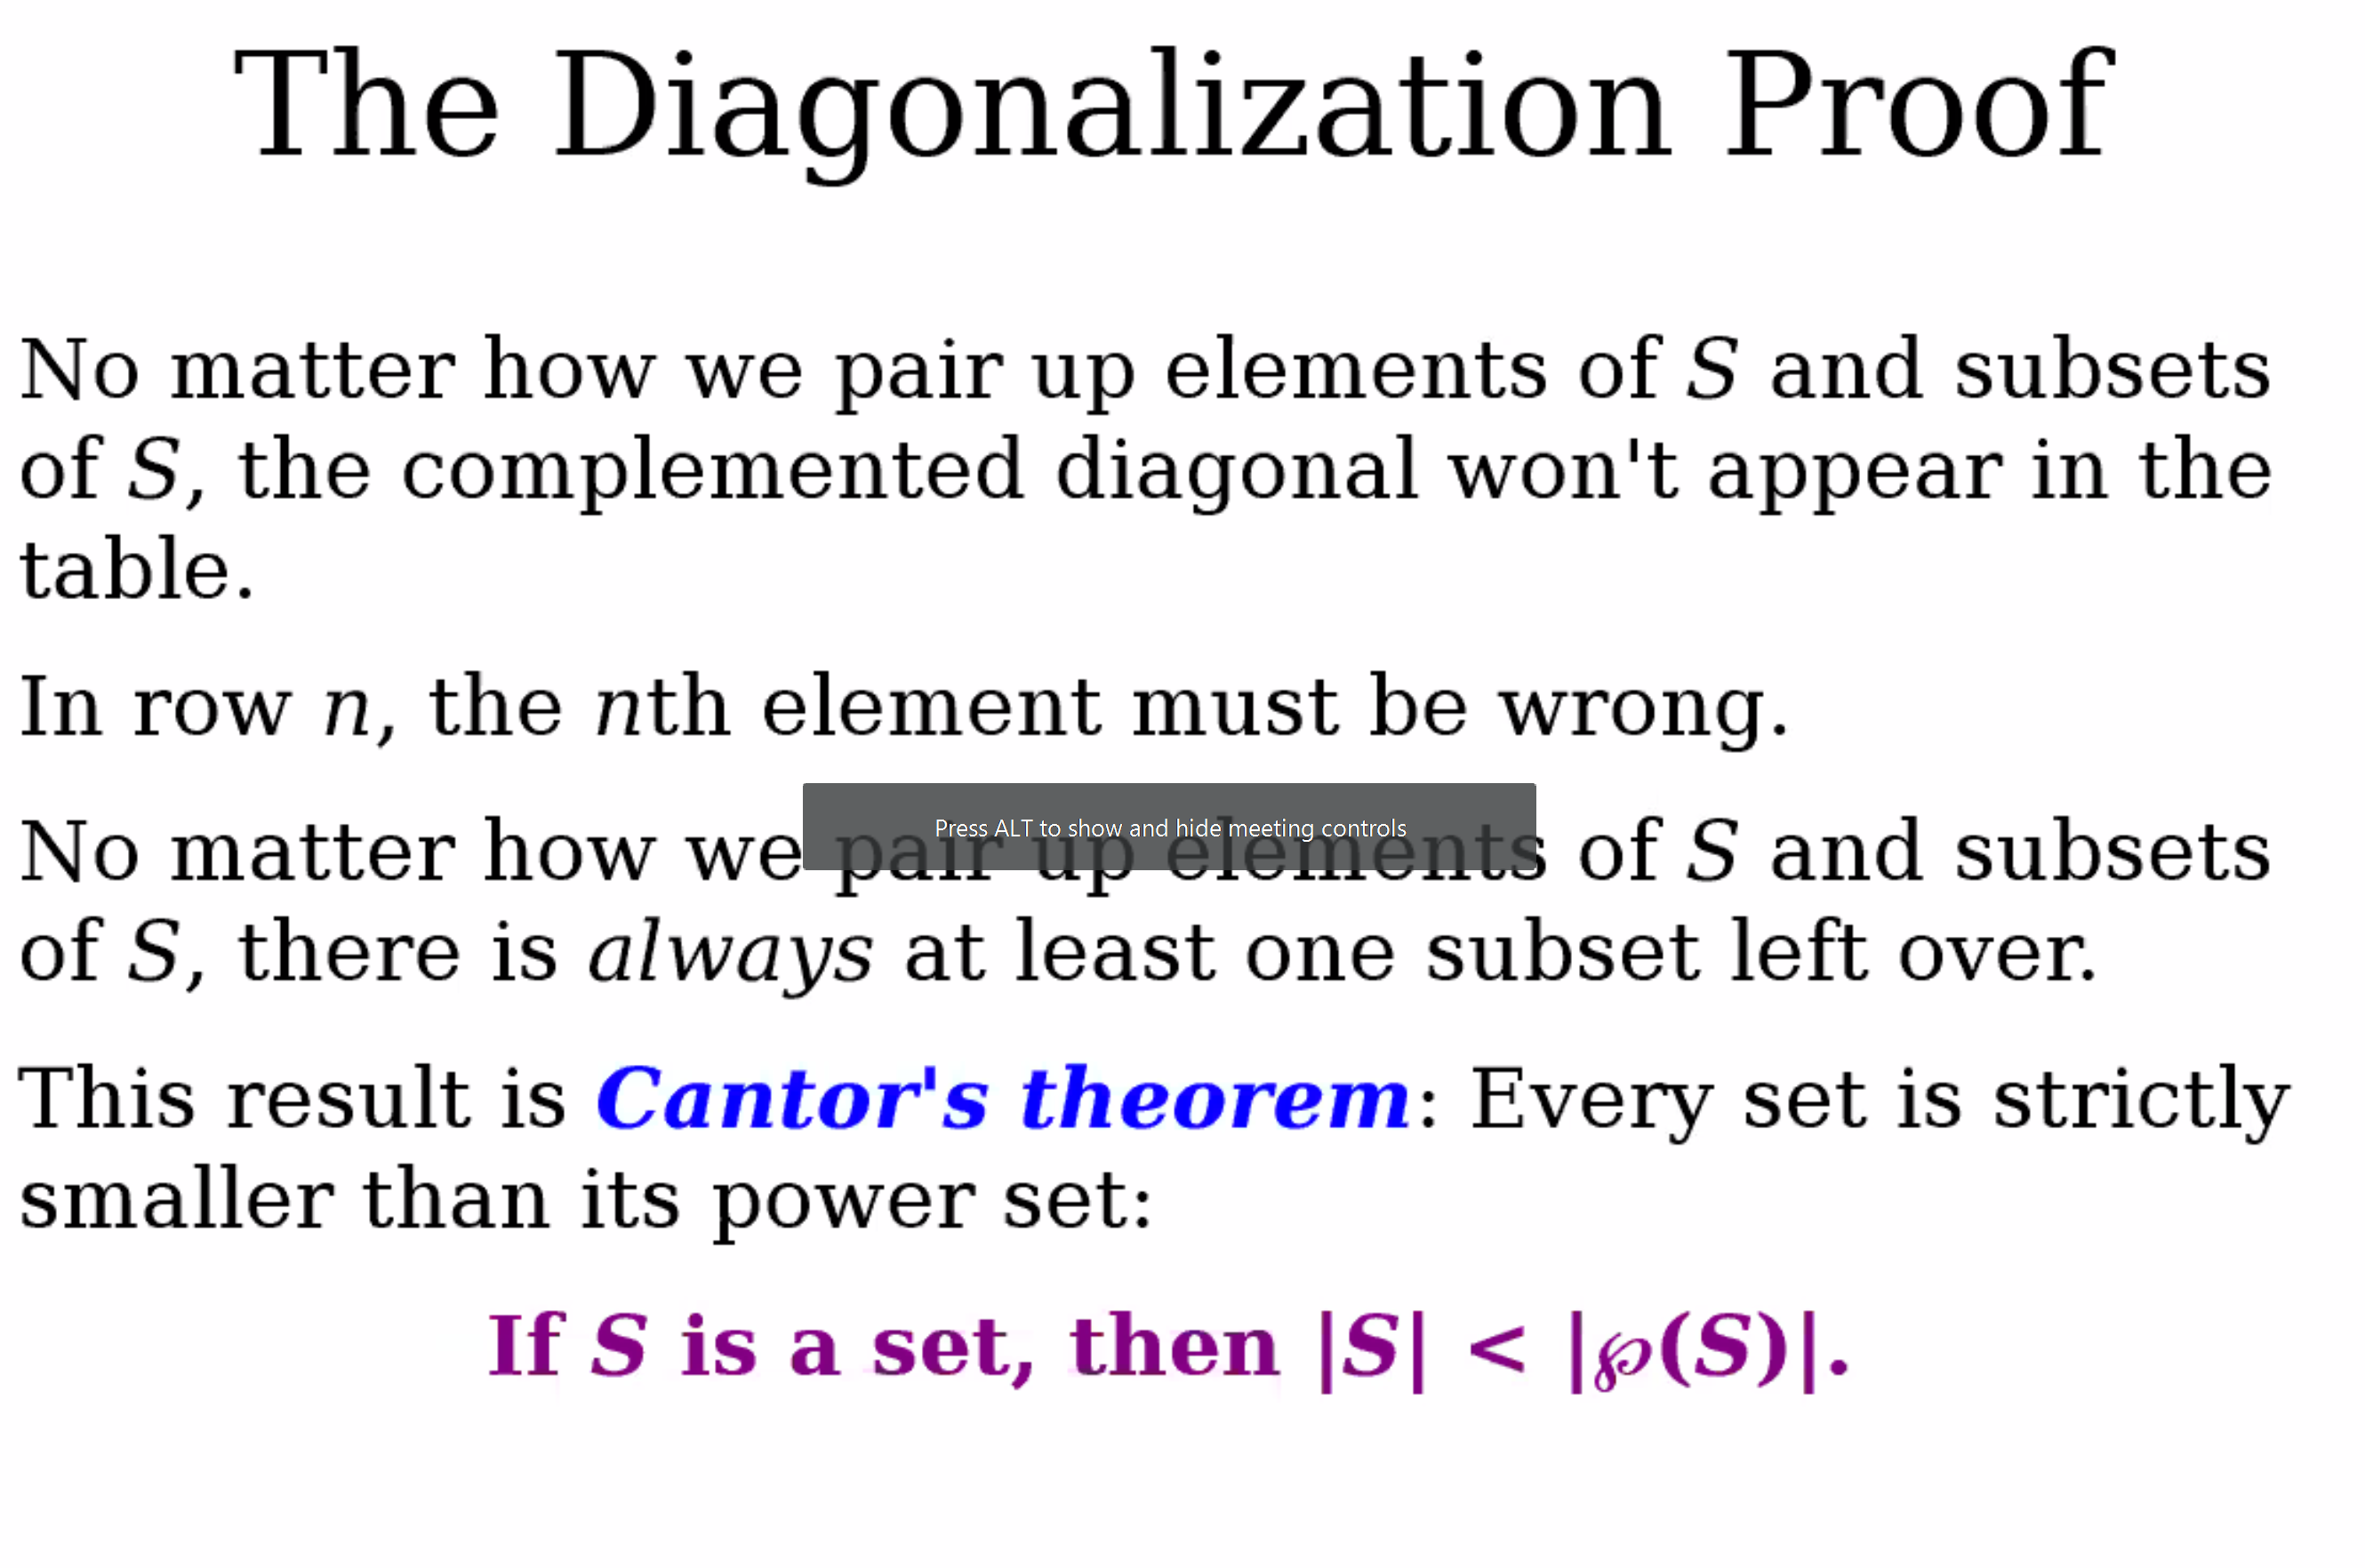 The Diagonalization Proof
No matter how we pair up elements of S and subsets
of S, the complemented diagonal won't appear in the
table.
In row n, the nth element must be wrong.
Press ALT to show and hide meeting controls
No matter how we pair up elements of S and subsets
of S, there is always at least one subset left over.
This result is Cantor's theorem: Every set is strictly
smaller than its power set:
If S is a set, then |S| < |℘(S)|.